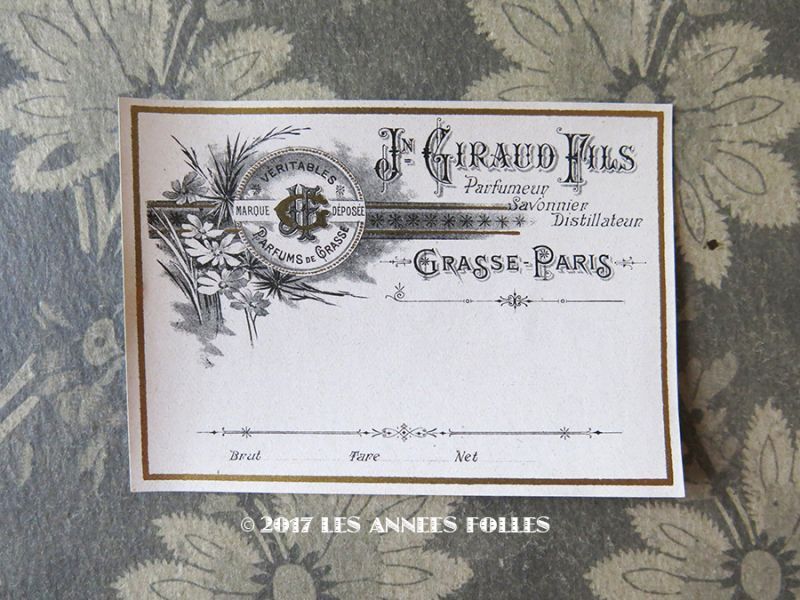 Jn. GIRAUD FILS
Parfumeur
Savonnier
Distillateur
GRASSE-PARIS
VÉRITABLES
MARQUE DÉPOSÉE
PARFUMS DE GRASSE
Brut Tare Net
© 2017 LES ANNEES FOLLES